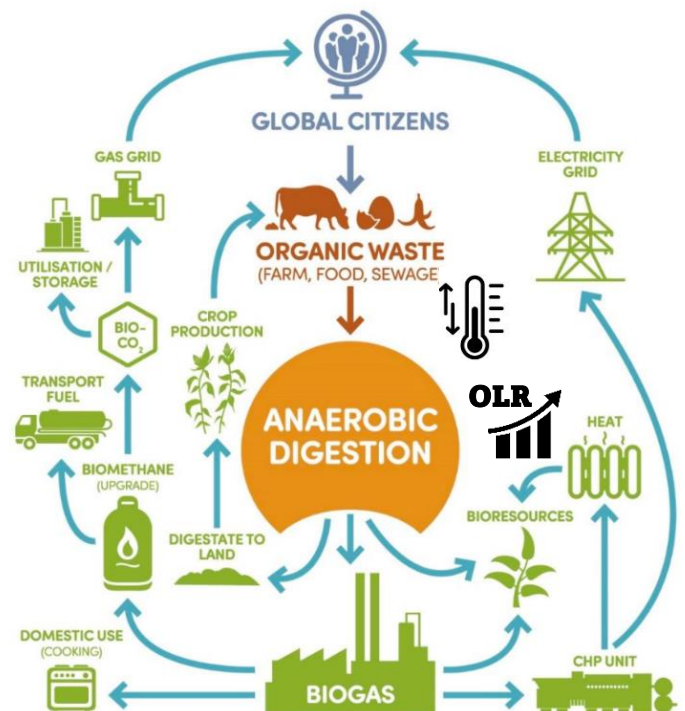 GLOBAL CITIZENS
GAS GRID
ELECTRICITY
GRID
ORGANIC WASTE
(FARM, FOOD, SEWAGE
UTILISATION /
STORAGE
BIO-
CO2
CROP
PRODUCTION
TRANSPORT
FUEL
ANAEROBIC
DIGESTION
OLR
HEAT
BIOMETHANE
(UPGRADE)
BIORESOURCES
DIGESTATE TO
LAND
DOMESTIC USE
(COOKING)
CHP UNIT
BIOGAS